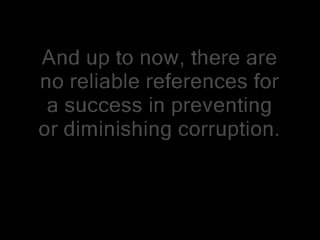 And up to now, there are
no reliable references for
a success in preventing
or diminishing corruption.